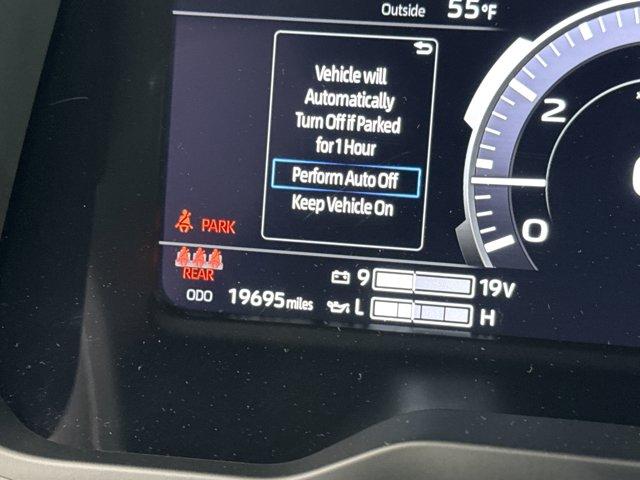 Outside 55°F
Vehicle will
Automatically
Turn Off if Parked
for 1 Hour
Perform Auto Off
Keep Vehicle On
2
0
PARK
REAR
ODO 19695 miles
9 19V
L H